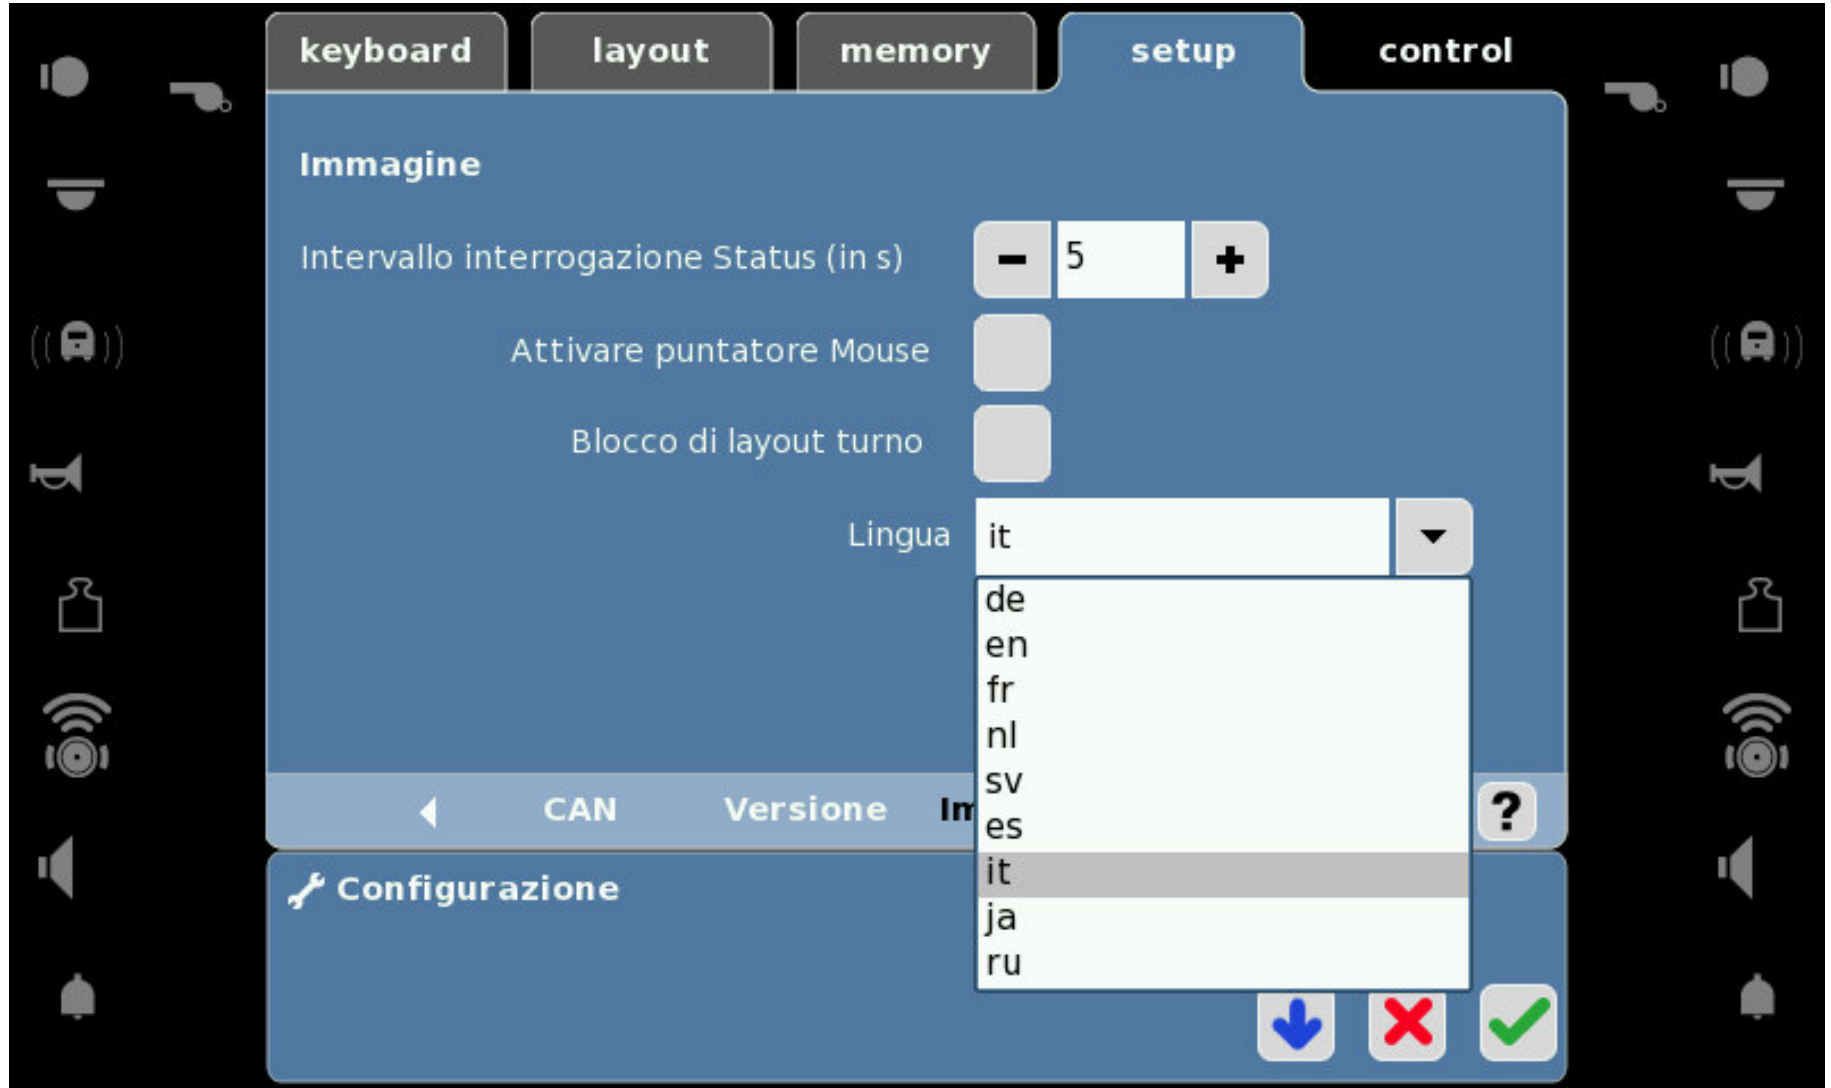 keyboard layout memory setup control
Immagine
Intervallo interrogazione Status (in s) − 5 +
Attivare puntatore Mouse
Blocco di layout turno
Lingua it
de
en
fr
nl
sv
es
it
ja
ru
CAN Versione Im ?
Configurazione